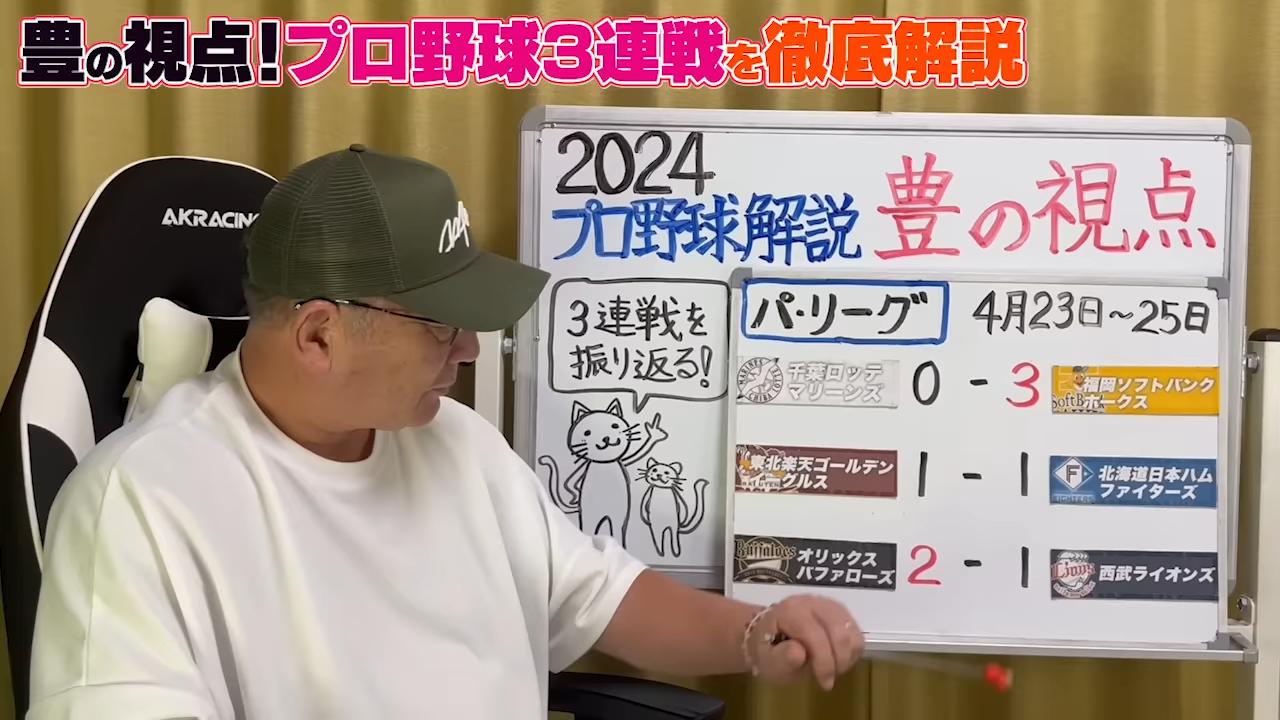 豊の視点!プロ野球3連戦を徹底解説
AKRACING
2024
プロ野球解説 豊の視点
3連戦を
振り返る!
パ・リーグ 4月23日~25日
千葉ロッテ
マリーンズ
0 - 3
福岡ソフトバンク
ホークス
東北楽天ゴールデン
グルス
1 - 1
北海道日本ハム
ファイターズ
FIGHTERS
Buffaloes
オリックス
バファローズ
2 - 1
Lions
西武ライオンズ